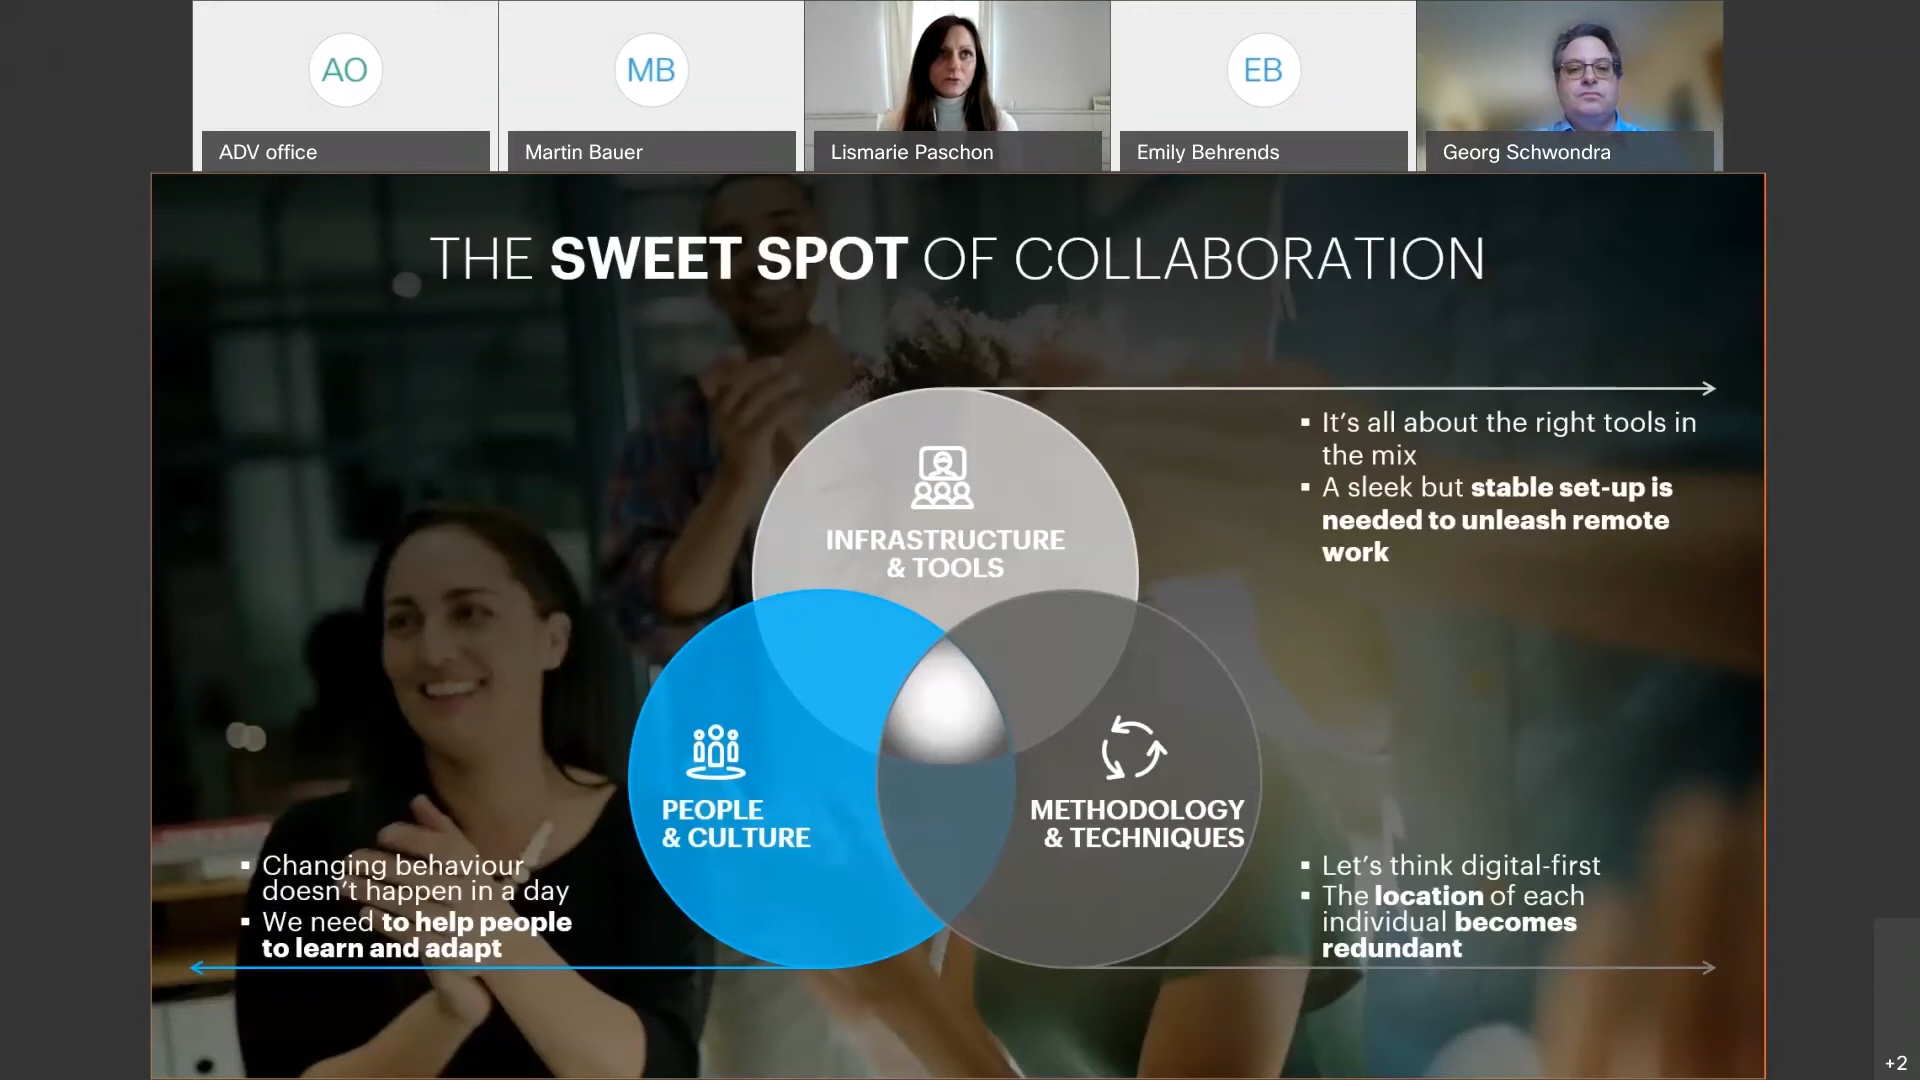 AO
MB
EB
ADV office
Martin Bauer
Lismarie Paschon
Emily Behrends
Georg Schwondra
THE SWEET SPOT OF COLLABORATION
▪ It's all about the right tools in
the mix
▪ A sleek but stable set-up is
needed to unleash remote
work
INFRASTRUCTURE
& TOOLS
PEOPLE
& CULTURE
METHODOLOGY
& TECHNIQUES
▪ Changing behaviour
doesn't happen in a day
▪ We need to help people
to learn and adapt
▪ Let's think digital-first
▪ The location of each
individual becomes
redundant
+2